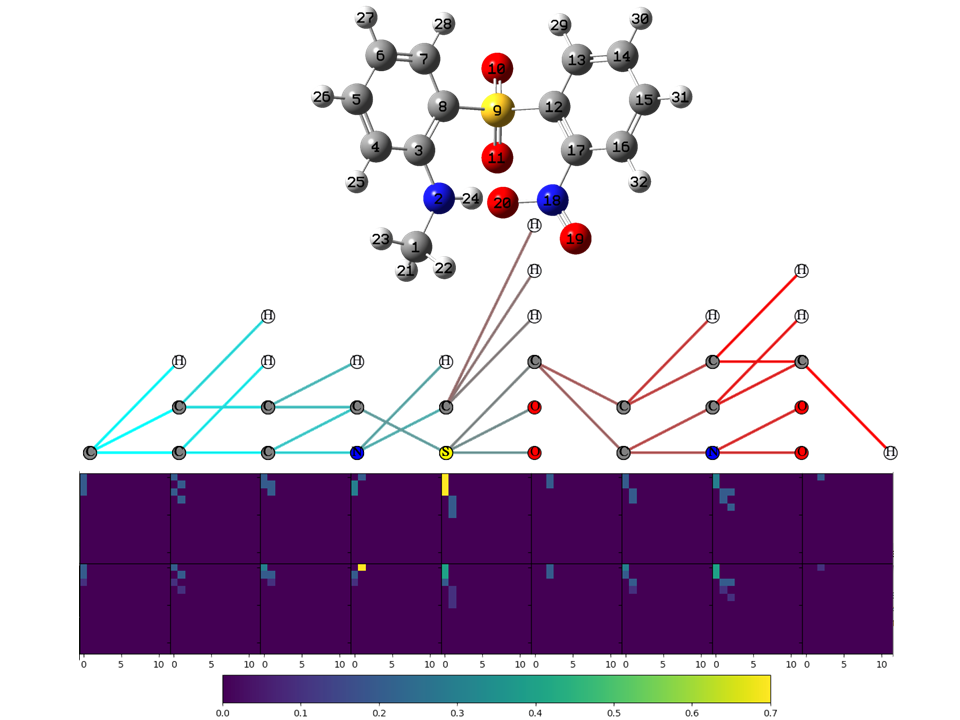 27 28 29 30
6 7 10 13 14
26 5 8 9 12 15 31
4 3 11 17 16
25 2 24 20 18 32
23 1 19
21 22
H
H H
H H H H
H H H H C C C
C C C C C O C C O
C C C N S O C N O H
0 5 10 0 5 10 0 5 10 0 5 10 0 5 10 0 5 10 0 5 10 0 5 10 0 5 10
0.0 0.1 0.2 0.3 0.4 0.5 0.6 0.7